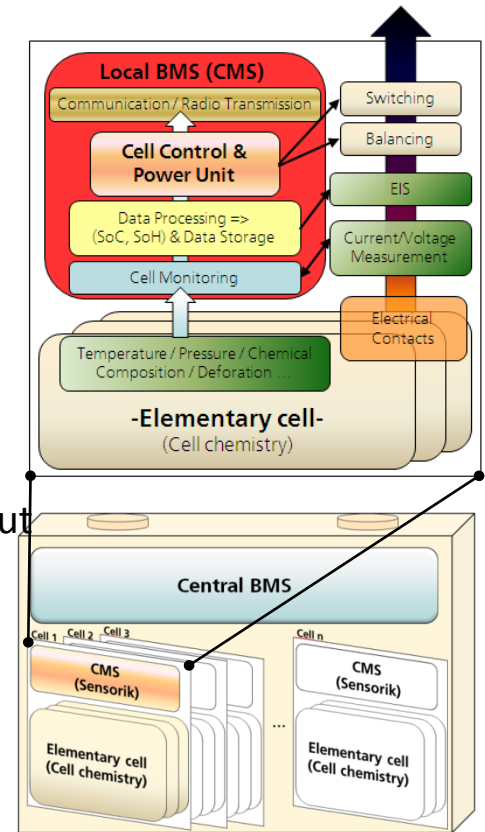 Local BMS (CMS)
Communication / Radio Transmission
Cell Control &
Power Unit
Data Processing =>
(SoC, SoH) & Data Storage
Cell Monitoring
Switching
Balancing
EIS
Current/Voltage
Measurement
Electrical
Contacts
Temperature / Pressure / Chemical
Composition / Deforation ...
-Elementary cell-
(Cell chemistry)
ut
Central BMS
Cell 1
Cell 2
Cell 3
Cell n
CMS
(Sensorik)
Elementary cell
(Cell chemistry)
...
CMS
(Sensorik)
Elementary cell
(Cell chemistry)